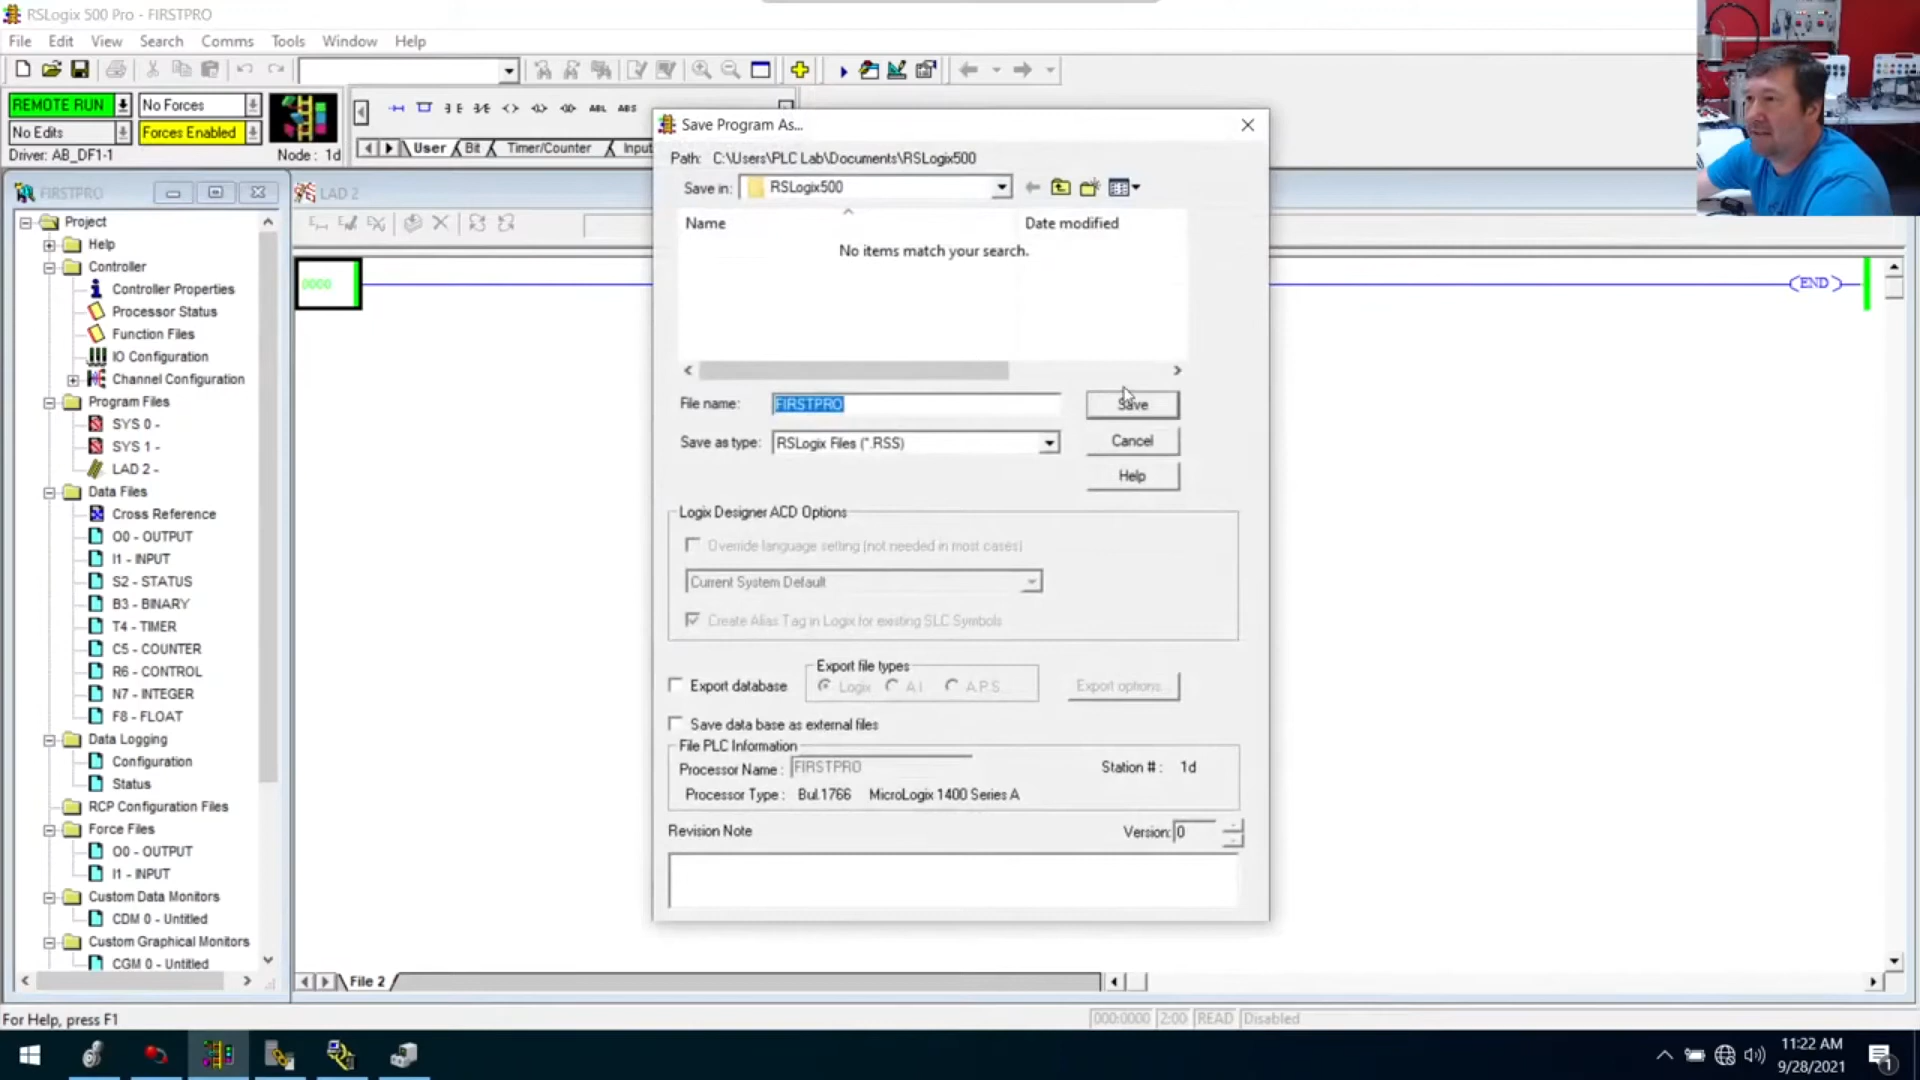 RSLogix 500 Pro - FIRSTPRO
File Edit View Search Comms Tools Window Help
REMOTE RUN No Forces
No Edits Forces Enabled
Driver: AB_DF1-1 Node : 1d
ABL ABS
User Bit Timer/Counter Input
FIRSTPRO
LAD 2
Project
Help
Controller
Controller Properties
Processor Status
Function Files
IO Configuration
Channel Configuration
Program Files
SYS 0 -
SYS 1 -
LAD 2 -
Data Files
Cross Reference
O0 - OUTPUT
I1 - INPUT
S2 - STATUS
B3 - BINARY
T4 - TIMER
C5 - COUNTER
R6 - CONTROL
N7 - INTEGER
F8 - FLOAT
Data Logging
Configuration
Status
RCP Configuration Files
Force Files
O0 - OUTPUT
I1 - INPUT
Custom Data Monitors
CDM 0 - Untitled
Custom Graphical Monitors
CGM 0 - Untitled
0000
END
File 2
Save Program As...
Path: C:\Users\PLC Lab\Documents\RSLogix500
Save in: RSLogix500
Name Date modified
No items match your search.
File name: FIRSTPRO Save
Save as type: RSLogix Files (*.RSS) Cancel
Help
Logix Designer ACD Options
Override language setting (not needed in most cases)
Current System Default
Create Alias Tag in Logix for existing SLC Symbols
Export file types
Export database Logix A.I. A.P.S. Export options...
Save data base as external files
File PLC Information
Processor Name : FIRSTPRO Station # : 1d
Processor Type : Bul.1766 MicroLogix 1400 Series A
Revision Note Version: 0
For Help, press F1
000:0000 2:00 READ Disabled
11:22 AM
9/28/2021
1